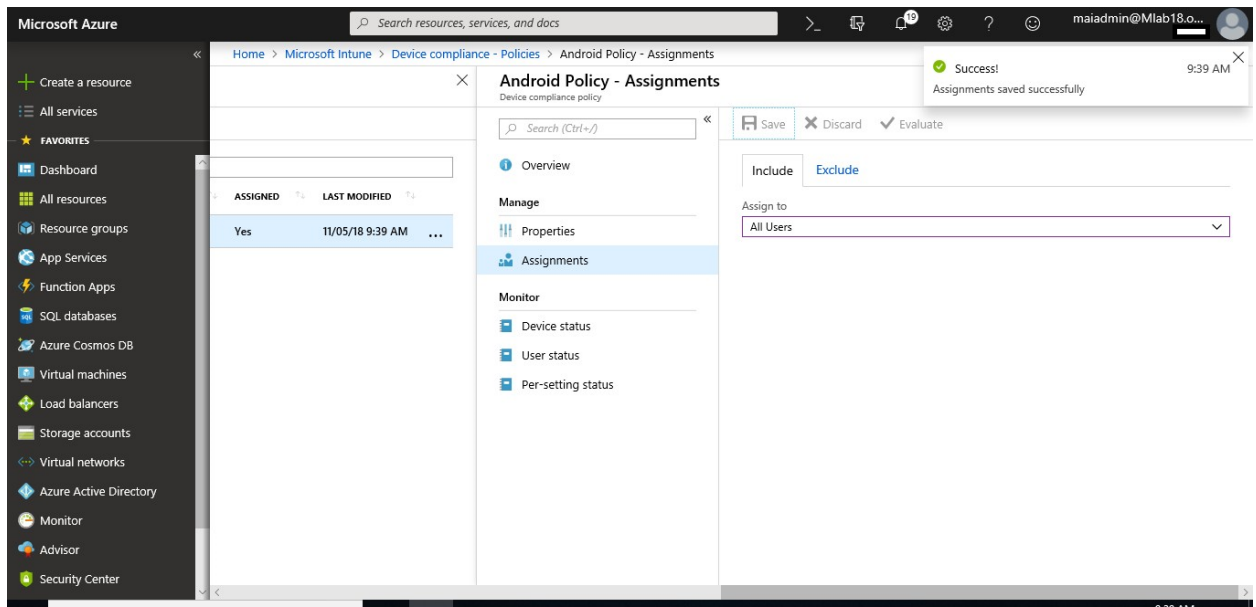 Microsoft Azure
Search resources, services, and docs
19
maiadmin@Mlab18.o...
Home > Microsoft Intune > Device compliance - Policies > Android Policy - Assignments
Success!
9:39 AM
Assignments saved successfully
Create a resource
All services
FAVORITES
Dashboard
All resources
Resource groups
App Services
Function Apps
SQL databases
Azure Cosmos DB
Virtual machines
Load balancers
Storage accounts
Virtual networks
Azure Active Directory
Monitor
Advisor
Security Center
ASSIGNED
LAST MODIFIED
Yes
11/05/18 9:39 AM
...
Android Policy - Assignments
Device compliance policy
Search (Ctrl+/)
Overview
Manage
Properties
Assignments
Monitor
Device status
User status
Per-setting status
Save
Discard
Evaluate
Include
Exclude
Assign to
All Users